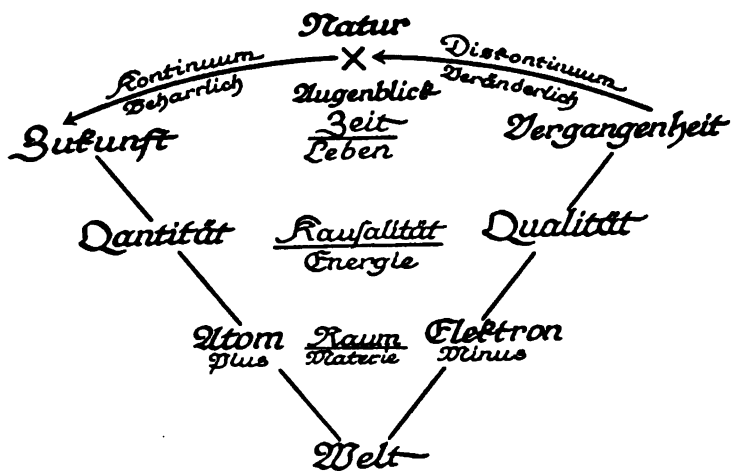 Natur
Kontinuum
Beharrlich
Diskontinuum
Veränderlich
Augenblick
Zeit
Leben
Zukunft
Vergangenheit
Qantität
Kausalität
Energie
Qualität
Atom
Plus
Raum
Materie
Elektron
Minus
Welt